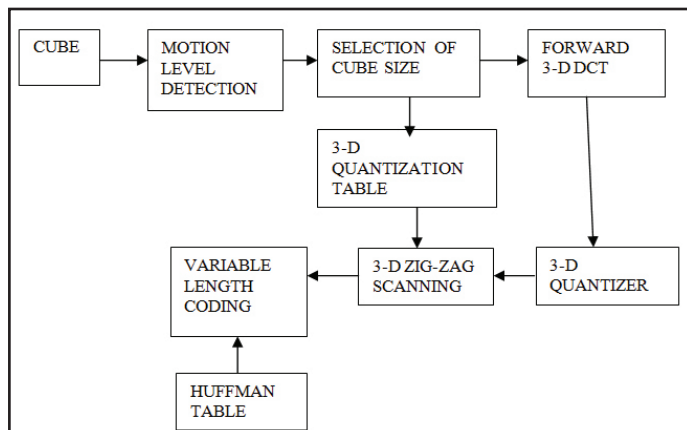 CUBE
MOTION
LEVEL
DETECTION
SELECTION OF
CUBE SIZE
FORWARD
3-D DCT
3-D
QUANTIZATION
TABLE
VARIABLE
LENGTH
CODING
3-D ZIG-ZAG
SCANNING
3-D
QUANTIZER
HUFFMAN
TABLE